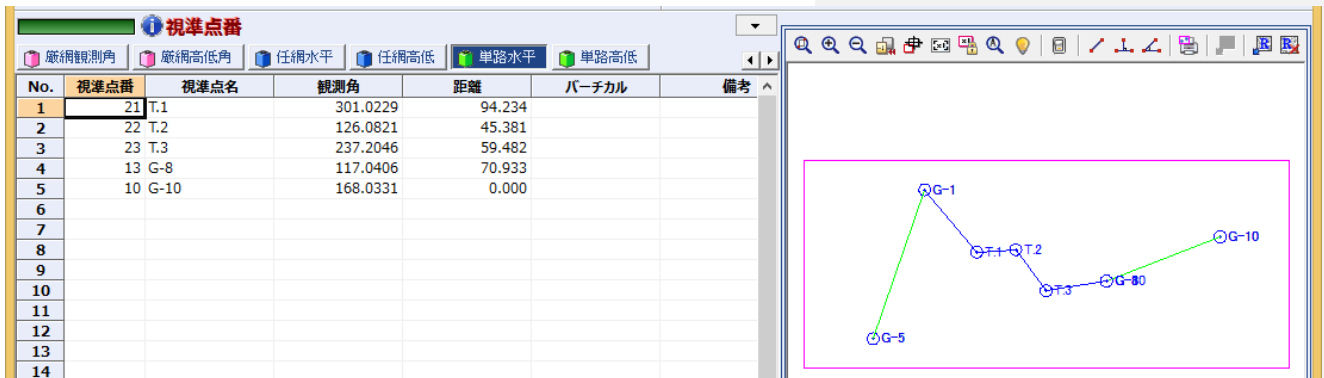 視準点番
厳網観測角 厳網高低角 任網水平 任網高低 単路水平 単路高低
No. 視準点番 視準点名 観測角 距離 バーチカル 備考
1 21 T.1 301.0229 94.234
2 22 T.2 126.0821 45.381
3 23 T.3 237.2046 59.482
4 13 G-8 117.0406 70.933
5 10 G-10 168.0331 0.000
6
7
8
9
10
11
12
13
14
G-1
G-10
T.1 T.2
T.3
G-5